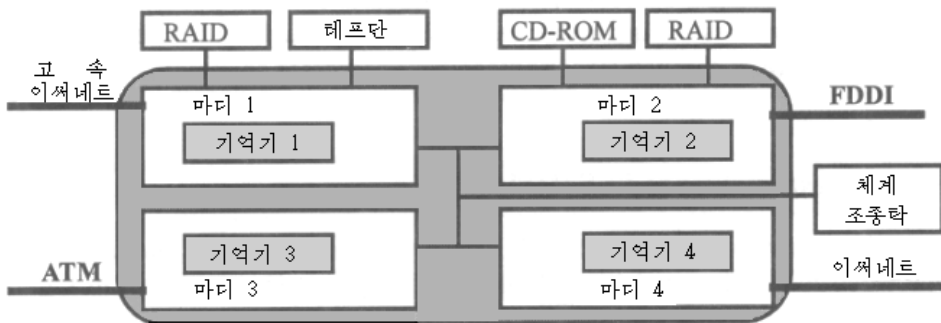 RAID
테프단
CD-ROM
RAID
고 속
이써네트
마디 1
기억기 1
마디 2
기억기 2
FDDI
체계
조종탁
기억기 3
마디 3
ATM
기억기 4
마디 4
이써네트